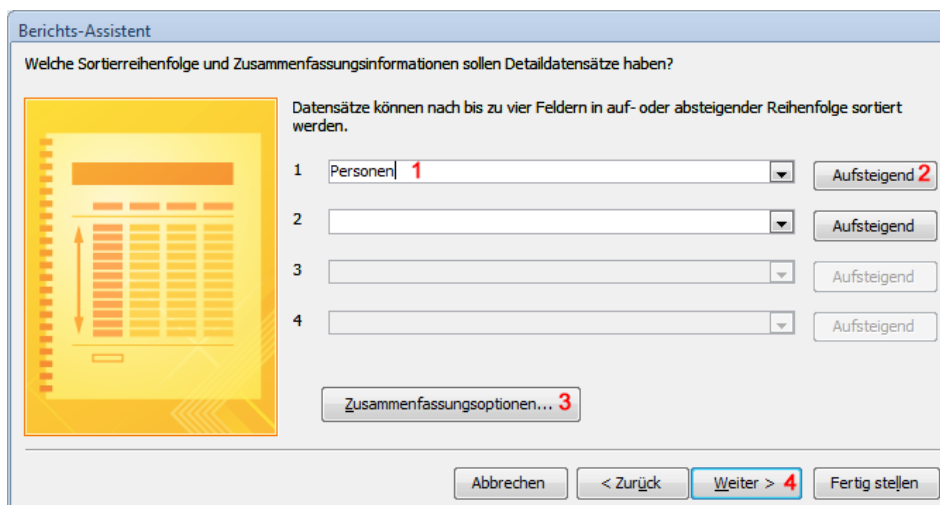 Berichts-Assistent
Welche Sortierreihenfolge und Zusammenfassungsinformationen sollen Detaildatensätze haben?
Datensätze können nach bis zu vier Feldern in auf- oder absteigender Reihenfolge sortiert
werden.
1 Personen 1 Aufsteigend 2
2 Aufsteigend
3 Aufsteigend
4 Aufsteigend
Zusammenfassungsoptionen... 3
Abbrechen < Zurück Weiter > 4 Fertig stellen